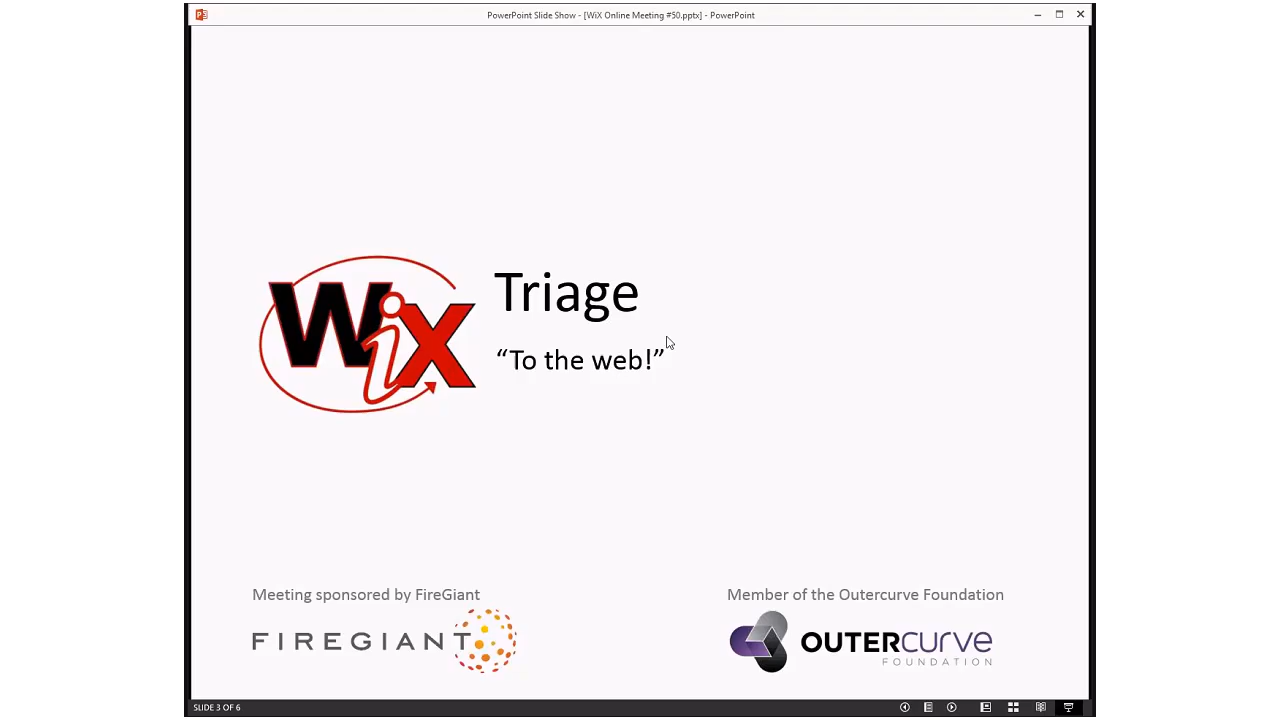 PowerPoint Slide Show - [WiX Online Meeting #50.pptx] - PowerPoint
WiX
Triage
“To the web!”
Meeting sponsored by FireGiant
Member of the Outercurve Foundation
FIREGIANT
OUTERCURVE
FOUNDATION
SLIDE 3 OF 6